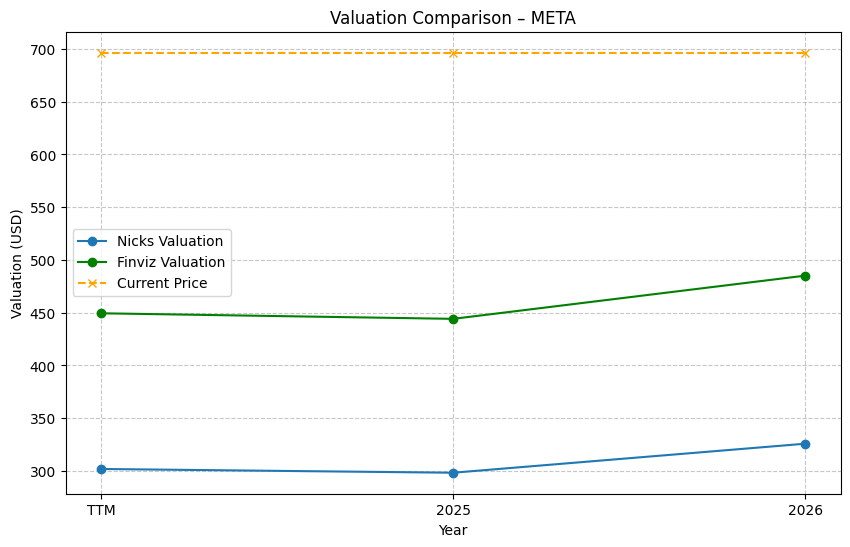 Valuation Comparison – META
Valuation (USD)
700
650
600
550
500
450
400
350
300
Nicks Valuation
Finviz Valuation
Current Price
TTM
2025
2026
Year